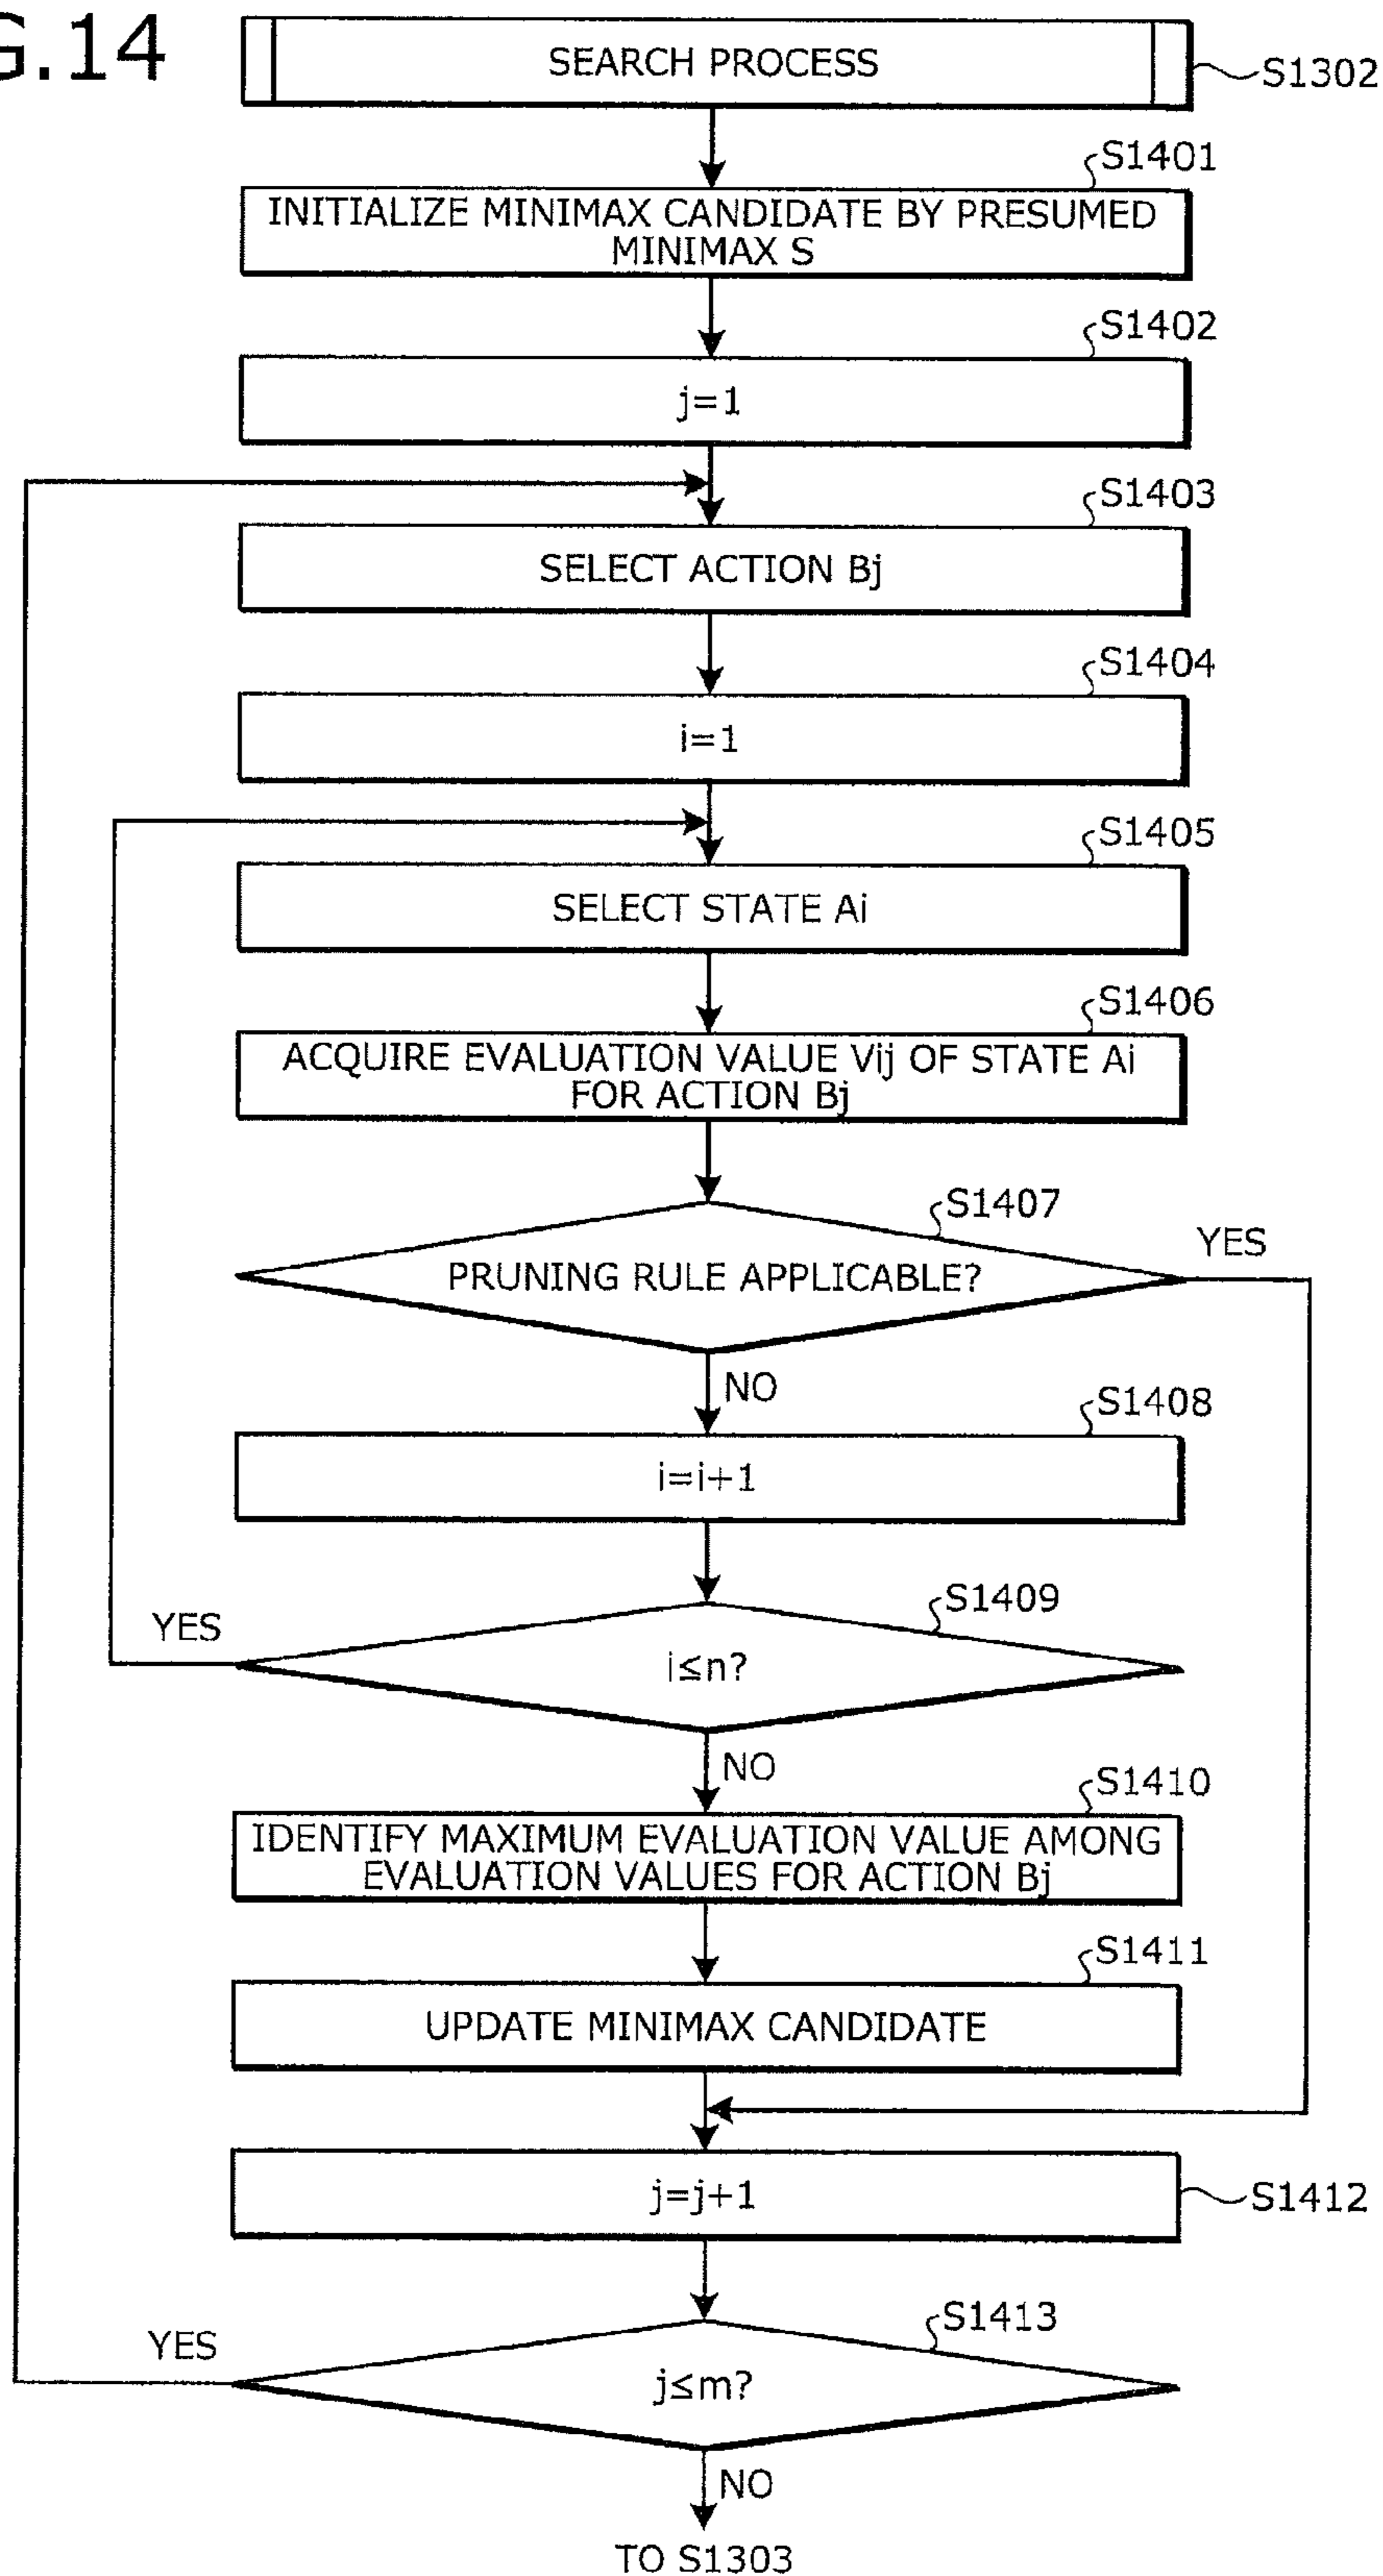 G.14
SEARCH PROCESS
S1302
S1401
INITIALIZE MINIMAX CANDIDATE BY PRESUMED
MINIMAX S
S1402
j=1
S1403
SELECT ACTION Bj
S1404
i=1
S1405
SELECT STATE Ai
S1406
ACQUIRE EVALUATION VALUE Vij OF STATE Ai
FOR ACTION Bj
S1407
YES
PRUNING RULE APPLICABLE?
NO
S1408
i=i+1
S1409
YES
i≤n?
NO
S1410
IDENTIFY MAXIMUM EVALUATION VALUE AMONG
EVALUATION VALUES FOR ACTION Bj
S1411
UPDATE MINIMAX CANDIDATE
j=j+1
S1412
S1413
YES
j≤m?
NO
TO S1303